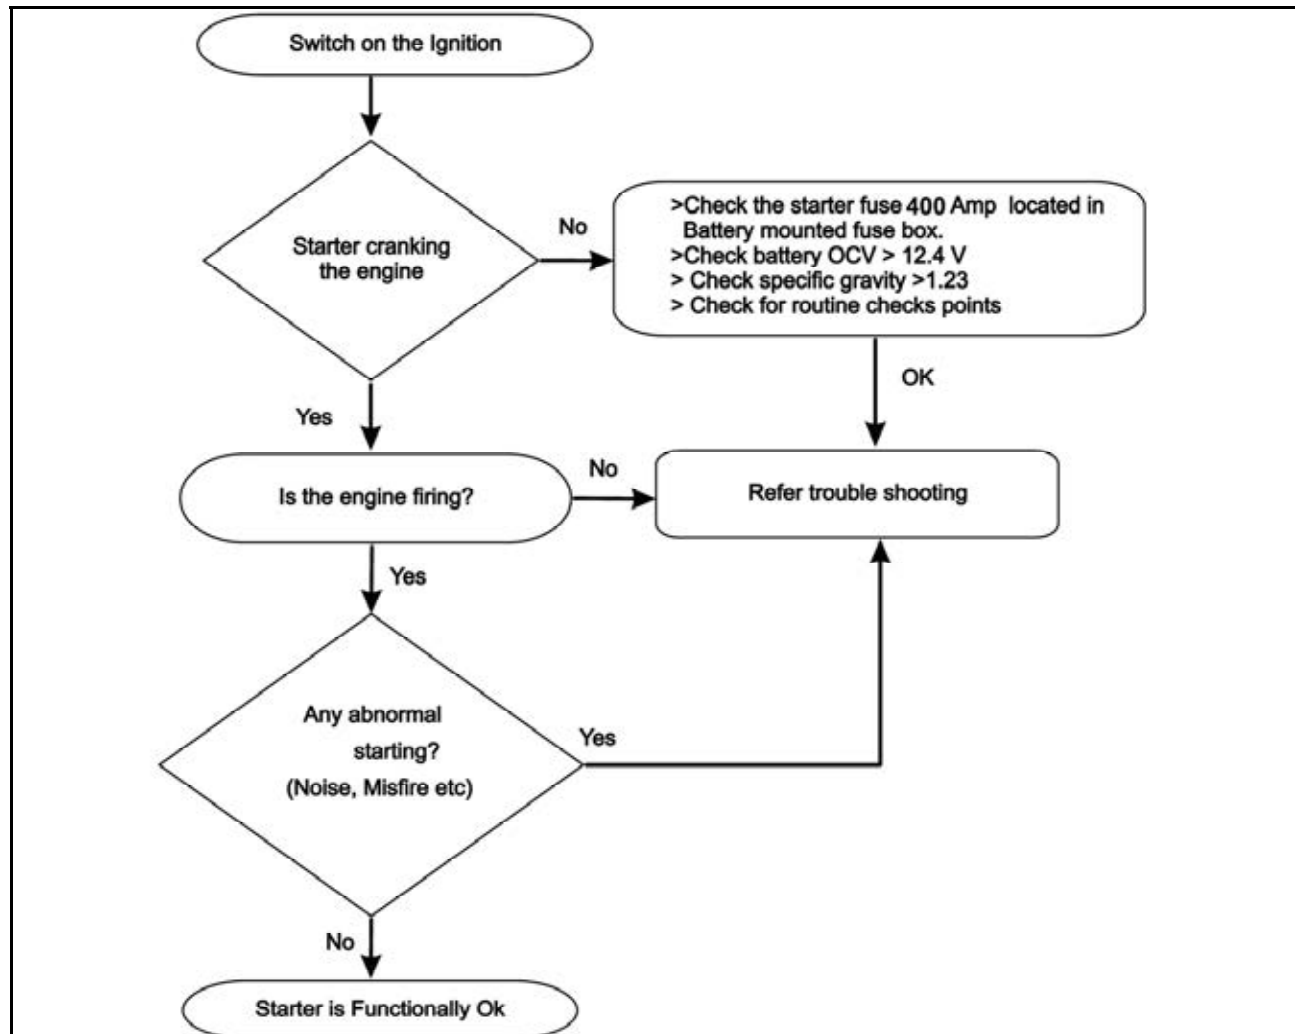 Switch on the Ignition
Starter cranking
the engine
No
>Check the starter fuse 400 Amp located in
Battery mounted fuse box.
>Check battery OCV > 12.4 V
> Check specific gravity >1.23
> Check for routine checks points
OK
Yes
Is the engine firing?
No
Refer trouble shooting
Yes
Any abnormal
starting?
(Noise, Misfire etc)
Yes
No
Starter is Functionally Ok